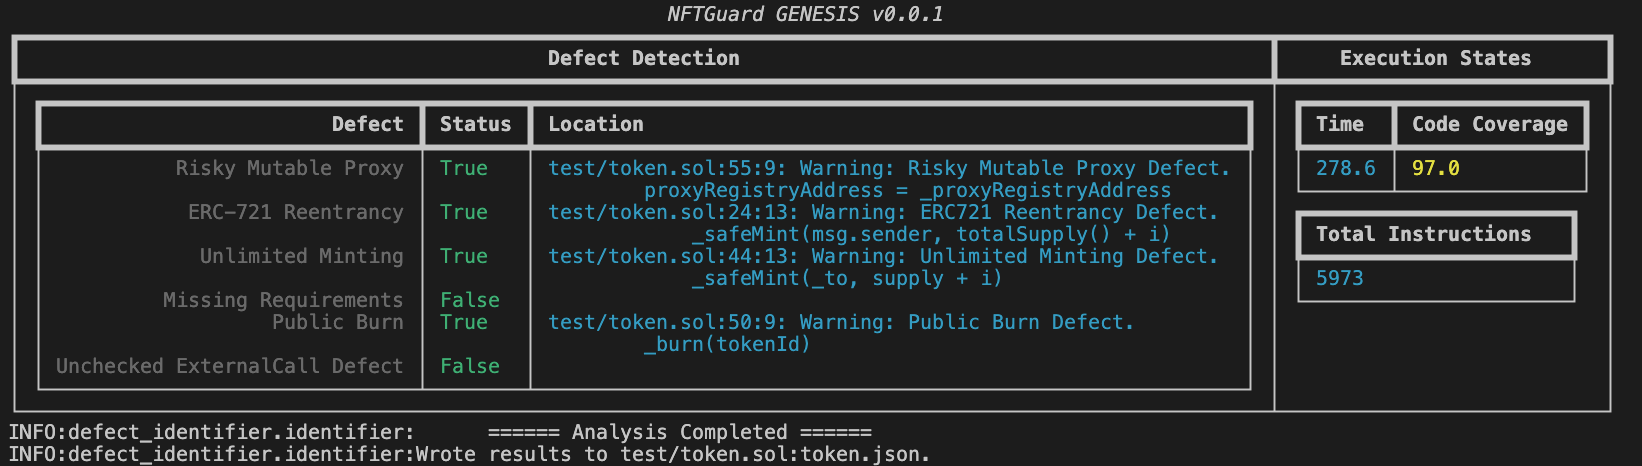 NFTGuard GENESIS v0.0.1
Defect Detection Execution States
Defect Status Location
Time Code Coverage
Risky Mutable Proxy True test/token.sol:55:9: Warning: Risky Mutable Proxy Defect.
278.6 97.0
proxyRegistryAddress = _proxyRegistryAddress
ERC-721 Reentrancy True test/token.sol:24:13: Warning: ERC721 Reentrancy Defect.
_safeMint(msg.sender, totalSupply() + i)
Total Instructions
Unlimited Minting True test/token.sol:44:13: Warning: Unlimited Minting Defect.
_safeMint(_to, supply + i)
5973
Missing Requirements False
Public Burn True test/token.sol:50:9: Warning: Public Burn Defect.
_burn(tokenId)
Unchecked ExternalCall Defect False
INFO:defect_identifier.identifier: ====== Analysis Completed ======
INFO:defect_identifier.identifier:Wrote results to test/token.sol:token.json.